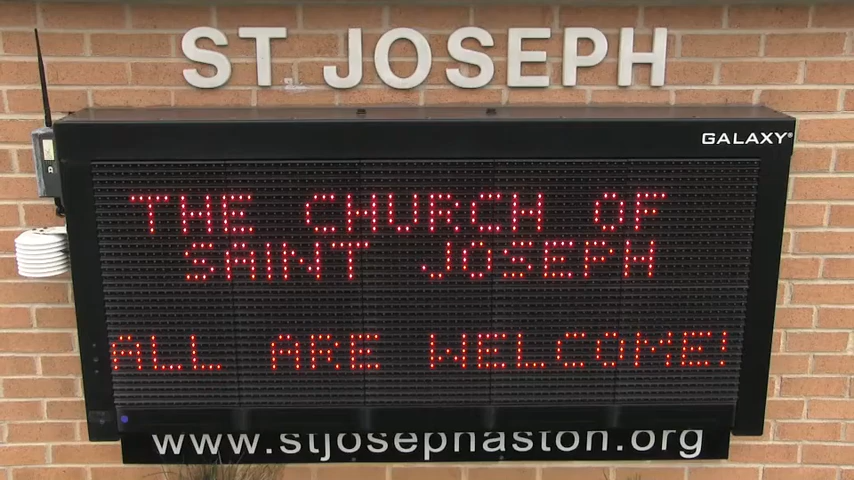 ST JOSEPH
GALAXY®
THE CHURCH OF
SAINT JOSEPH
ALL ARE WELCOME!
www.stjosephaston.org